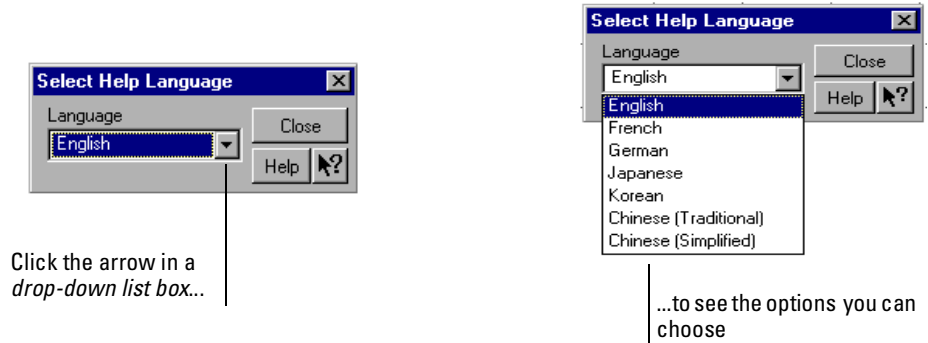 Select Help Language
Language
English
Close
Help
Click the arrow in a
drop-down list box...
Select Help Language
Language
English
Close
Help
English
French
German
Japanese
Korean
Chinese (Traditional)
Chinese (Simplified)
...to see the options you can
choose